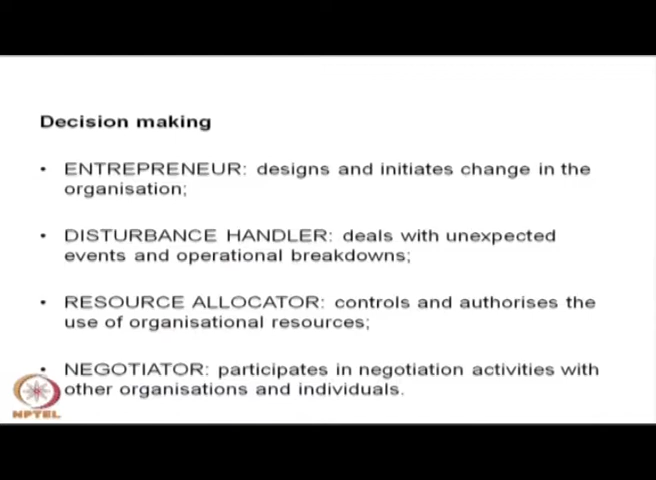 Decision making
• ENTREPRENEUR: designs and initiates change in the
organisation;
• DISTURBANCE HANDLER: deals with unexpected
events and operational breakdowns;
• RESOURCE ALLOCATOR: controls and authorises the
use of organisational resources;
• NEGOTIATOR: participates in negotiation activities with
other organisations and individuals.
NPTEL